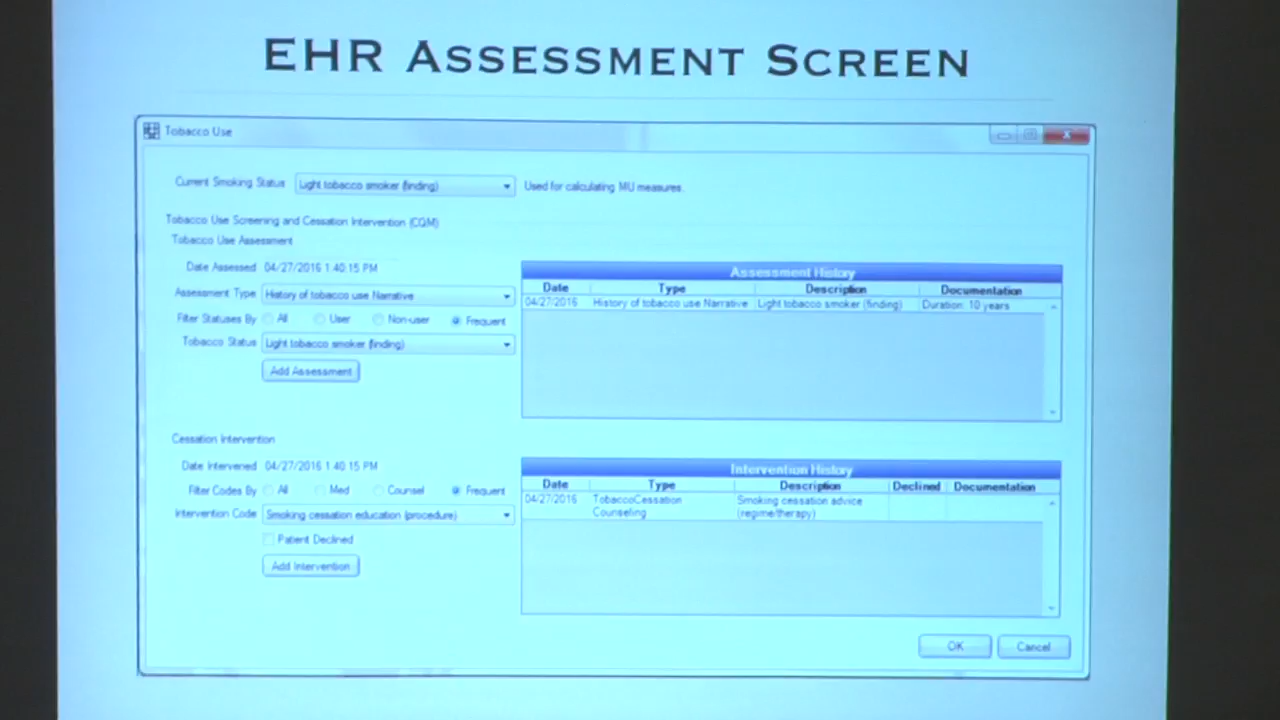 EHR ASSESSMENT SCREEN
Tobacco Use
Current Smoking Status Light tobacco smoker (finding) Used for calculating MU measures.
Tobacco Use Screening and Cessation Intervention (CQM)
Tobacco Use Assessment
Date Assessed 04/27/2016 1:40:15 PM
Assessment Type History of tobacco use Narrative
Filter Statuses By All User Non-user Frequent
Tobacco Status Light tobacco smoker (finding)
Add Assessment
Assessment History
Date Type Description Documentation
04/27/2016 History of tobacco use Narrative Light tobacco smoker (finding) Duration: 10 years
Cessation Intervention
Date Intervened 04/27/2016 1:40:15 PM
Filter Codes By All Med Counsel Frequent
Intervention Code Smoking cessation education (procedure)
Patient Declined
Add Intervention
Intervention History
Date Type Description Declined Documentation
04/27/2016 TobaccoCessation Smoking cessation advice
Counseling (regime/therapy)
OK Cancel